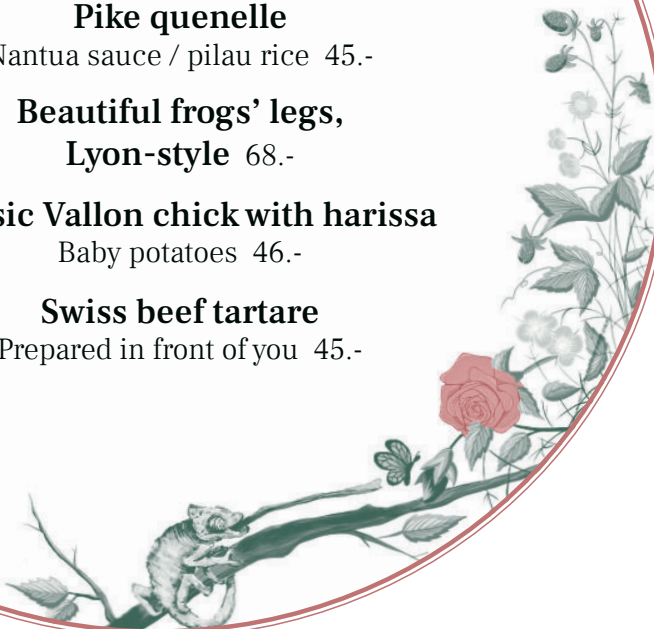 Pike quenelle
Nantua sauce / pilau rice 45.-
Beautiful frogs’ legs,
Lyon-style 68.-
Vallon chick with harissa
Baby potatoes 46.-
Swiss beef tartare
Prepared in front of you 45.-